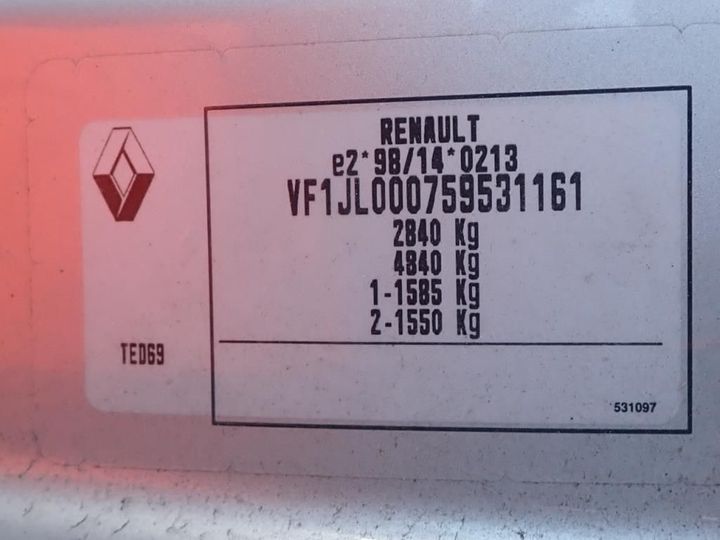 RENAULT
e2*98/14*0213
VF1JL000759531161
2840 Kg
4840 Kg
1-1585 Kg
2-1550 Kg
TED69
531097